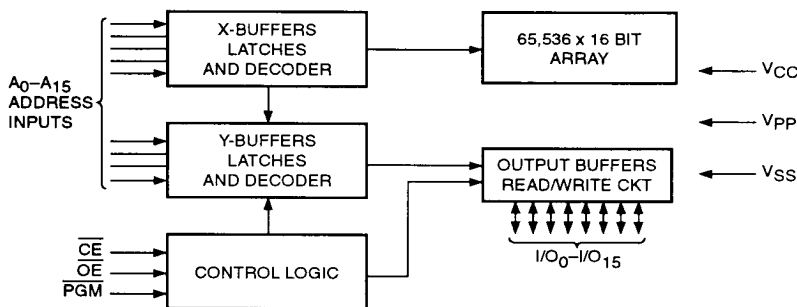 X-BUFFERS
LATCHES
AND DECODER
65,536 x 16 BIT
ARRAY
A0–A15
ADDRESS
INPUTS
VCC
VPP
Y-BUFFERS
LATCHES
AND DECODER
OUTPUT BUFFERS
READ/WRITE CKT
VSS
CE
OE
PGM
CONTROL LOGIC
I/O0–I/O15